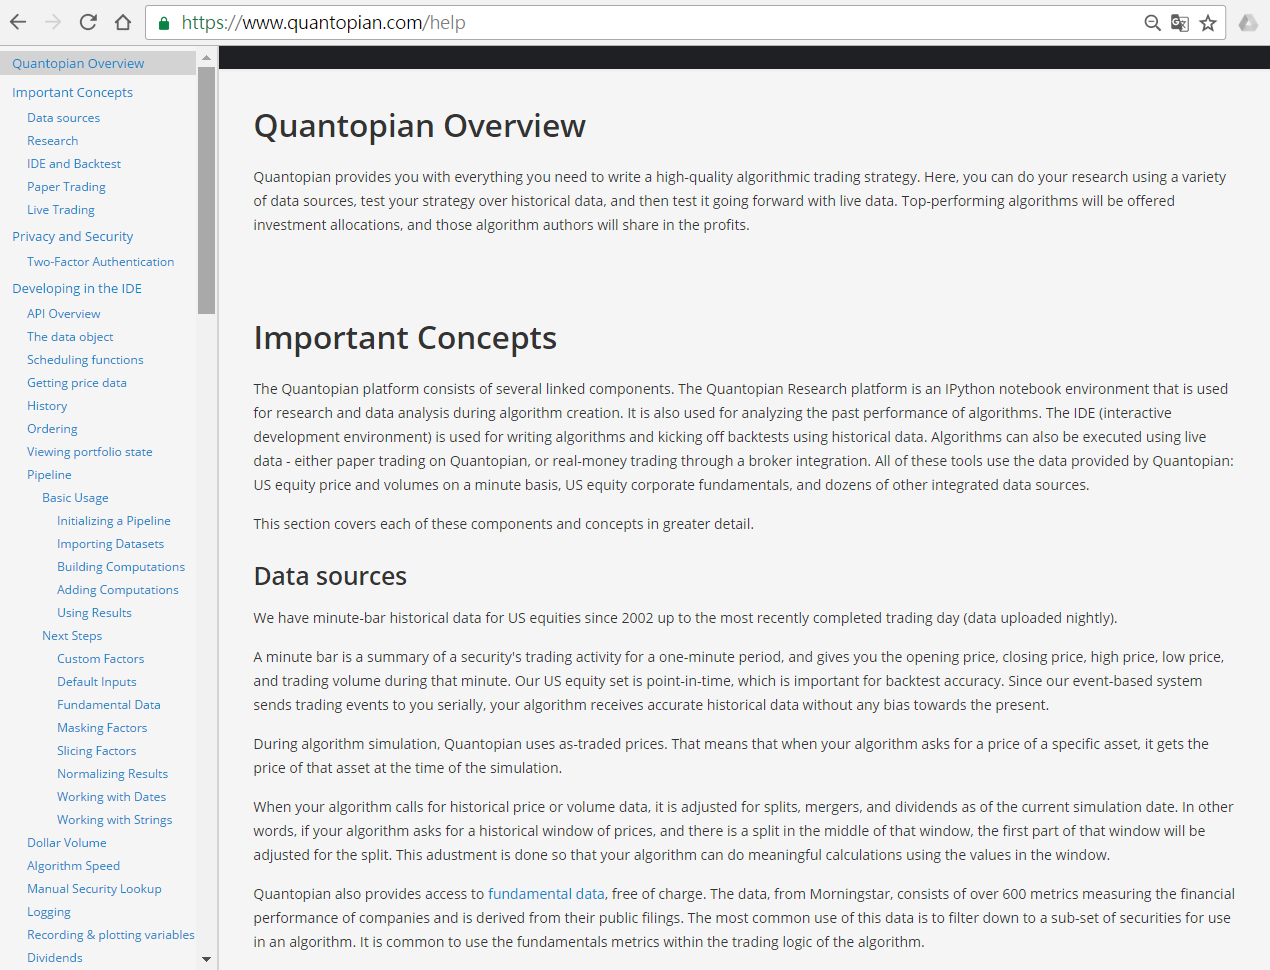 https://www.quantopian.com/help
Quantopian Overview
Important Concepts
Data sources
Research
IDE and Backtest
Paper Trading
Live Trading
Privacy and Security
Two-Factor Authentication
Developing in the IDE
API Overview
The data object
Scheduling functions
Getting price data
History
Ordering
Viewing portfolio state
Pipeline
Basic Usage
Initializing a Pipeline
Importing Datasets
Building Computations
Adding Computations
Using Results
Next Steps
Custom Factors
Default Inputs
Fundamental Data
Masking Factors
Slicing Factors
Normalizing Results
Working with Dates
Working with Strings
Dollar Volume
Algorithm Speed
Manual Security Lookup
Logging
Recording & plotting variables
Dividends
Quantopian Overview
Quantopian provides you with everything you need to write a high-quality algorithmic trading strategy. Here, you can do your research using a variety
of data sources, test your strategy over historical data, and then test it going forward with live data. Top-performing algorithms will be offered
investment allocations, and those algorithm authors will share in the profits.
Important Concepts
The Quantopian platform consists of several linked components. The Quantopian Research platform is an IPython notebook environment that is used
for research and data analysis during algorithm creation. It is also used for analyzing the past performance of algorithms. The IDE (interactive
development environment) is used for writing algorithms and kicking off backtests using historical data. Algorithms can also be executed using live
data - either paper trading on Quantopian, or real-money trading through a broker integration. All of these tools use the data provided by Quantopian:
US equity price and volumes on a minute basis, US equity corporate fundamentals, and dozens of other integrated data sources.
This section covers each of these components and concepts in greater detail.
Data sources
We have minute-bar historical data for US equities since 2002 up to the most recently completed trading day (data uploaded nightly).
A minute bar is a summary of a security's trading activity for a one-minute period, and gives you the opening price, closing price, high price, low price,
and trading volume during that minute. Our US equity set is point-in-time, which is important for backtest accuracy. Since our event-based system
sends trading events to you serially, your algorithm receives accurate historical data without any bias towards the present.
During algorithm simulation, Quantopian uses as-traded prices. That means that when your algorithm asks for a price of a specific asset, it gets the
price of that asset at the time of the simulation.
When your algorithm calls for historical price or volume data, it is adjusted for splits, mergers, and dividends as of the current simulation date. In other
words, if your algorithm asks for a historical window of prices, and there is a split in the middle of that window, the first part of that window will be
adjusted for the split. This adustment is done so that your algorithm can do meaningful calculations using the values in the window.
Quantopian also provides access to fundamental data, free of charge. The data, from Morningstar, consists of over 600 metrics measuring the financial
performance of companies and is derived from their public filings. The most common use of this data is to filter down to a sub-set of securities for use
in an algorithm. It is common to use the fundamentals metrics within the trading logic of the algorithm.